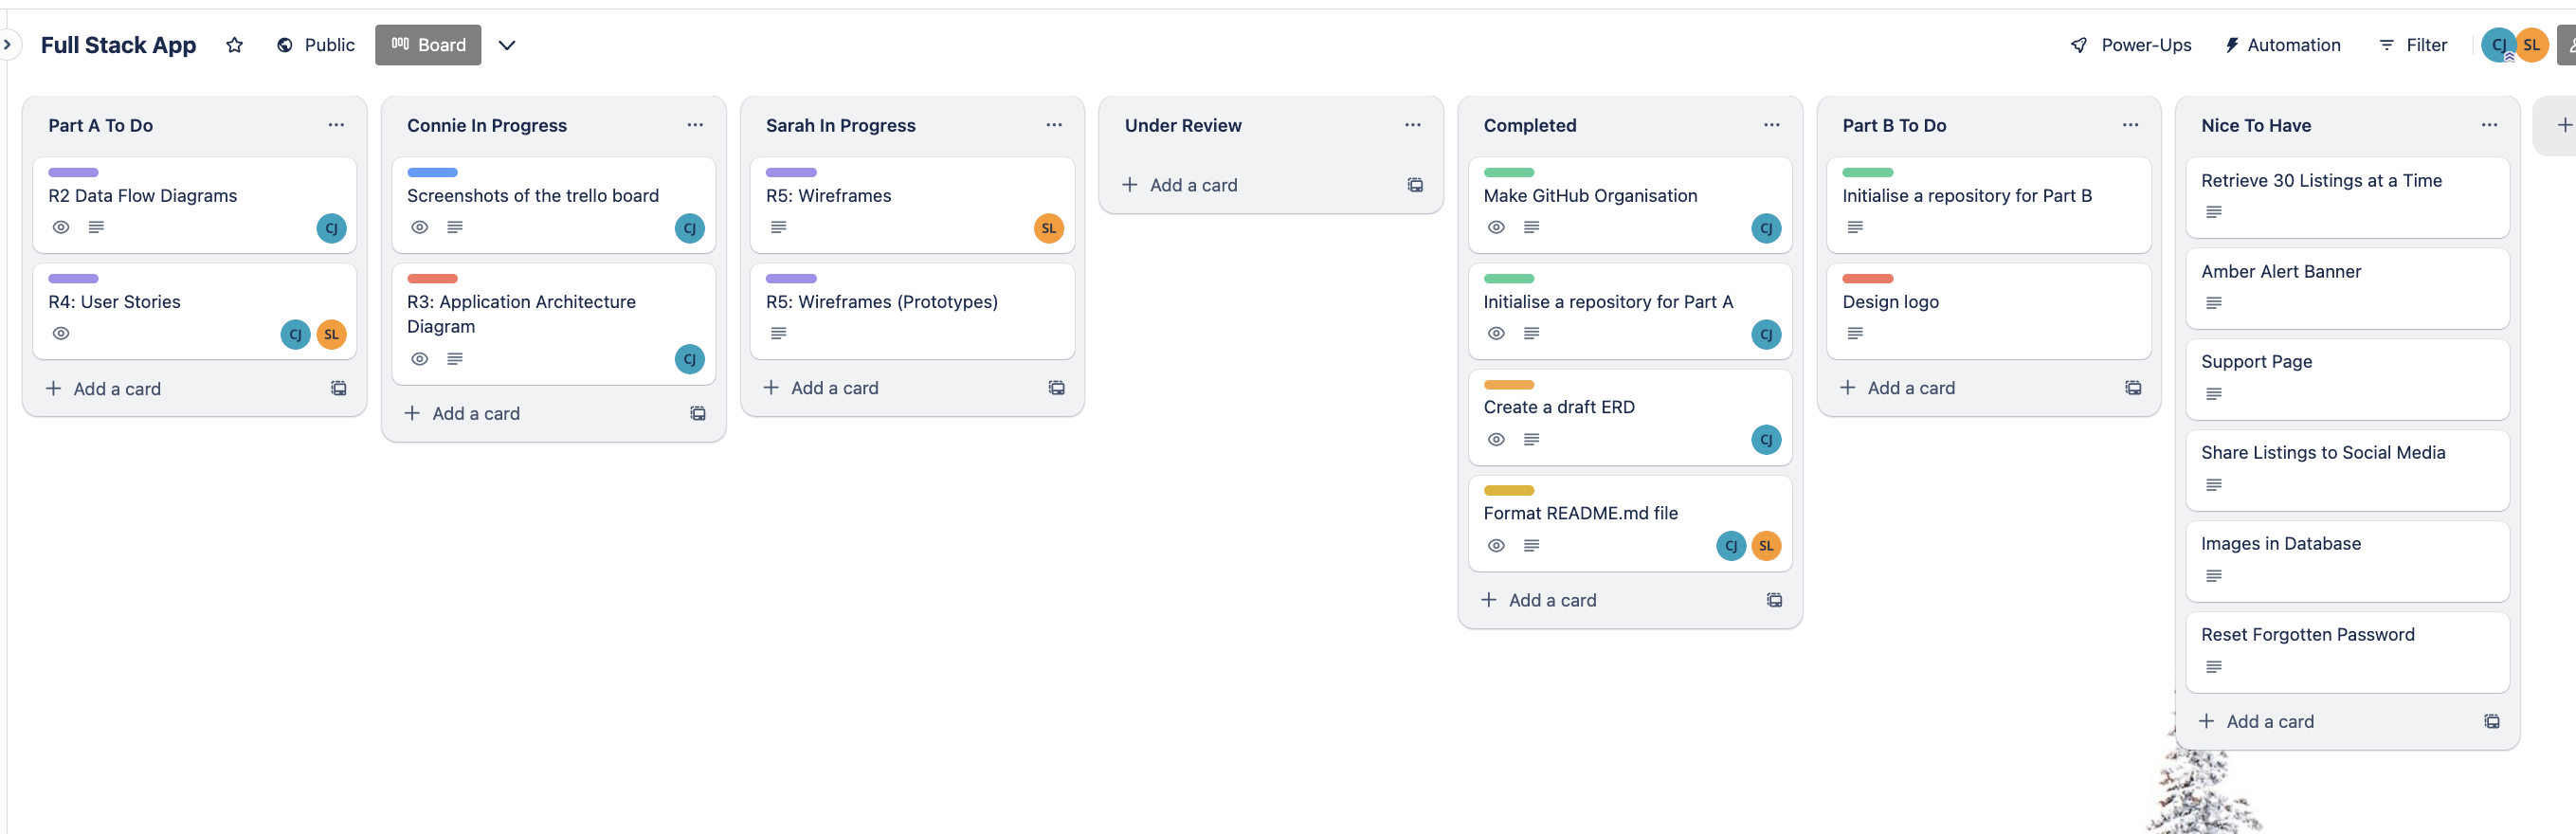 Full Stack App
Public
Board
Power-Ups
Automation
Filter
CJ
SL
Part A To Do
R2 Data Flow Diagrams
CJ
R4: User Stories
CJ
SL
Add a card
Connie In Progress
Screenshots of the trello board
CJ
R3: Application Architecture
Diagram
CJ
Add a card
Sarah In Progress
R5: Wireframes
SL
R5: Wireframes (Prototypes)
Add a card
Under Review
Add a card
Completed
Make GitHub Organisation
CJ
Initialise a repository for Part A
CJ
Create a draft ERD
CJ
Format README.md file
CJ
SL
Add a card
Part B To Do
Initialise a repository for Part B
Design logo
Add a card
Nice To Have
Retrieve 30 Listings at a Time
Amber Alert Banner
Support Page
Share Listings to Social Media
Images in Database
Reset Forgotten Password
Add a card